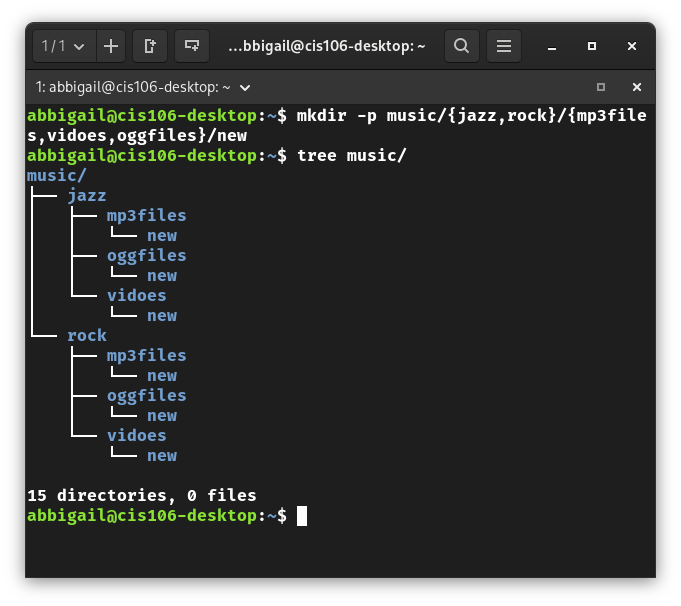 1/1 …bbigail@cis106-desktop: ~
1: abbigail@cis106-desktop: ~
abbigail@cis106-desktop:~$ mkdir -p music/{jazz,rock}/{mp3file
s,vidoes,oggfiles}/new
abbigail@cis106-desktop:~$ tree music/
music/
├── jazz
│   ├── mp3files
│   │   └── new
│   ├── oggfiles
│   │   └── new
│   └── vidoes
│       └── new
└── rock
    ├── mp3files
    │   └── new
    ├── oggfiles
    │   └── new
    └── vidoes
        └── new
15 directories, 0 files
abbigail@cis106-desktop:~$